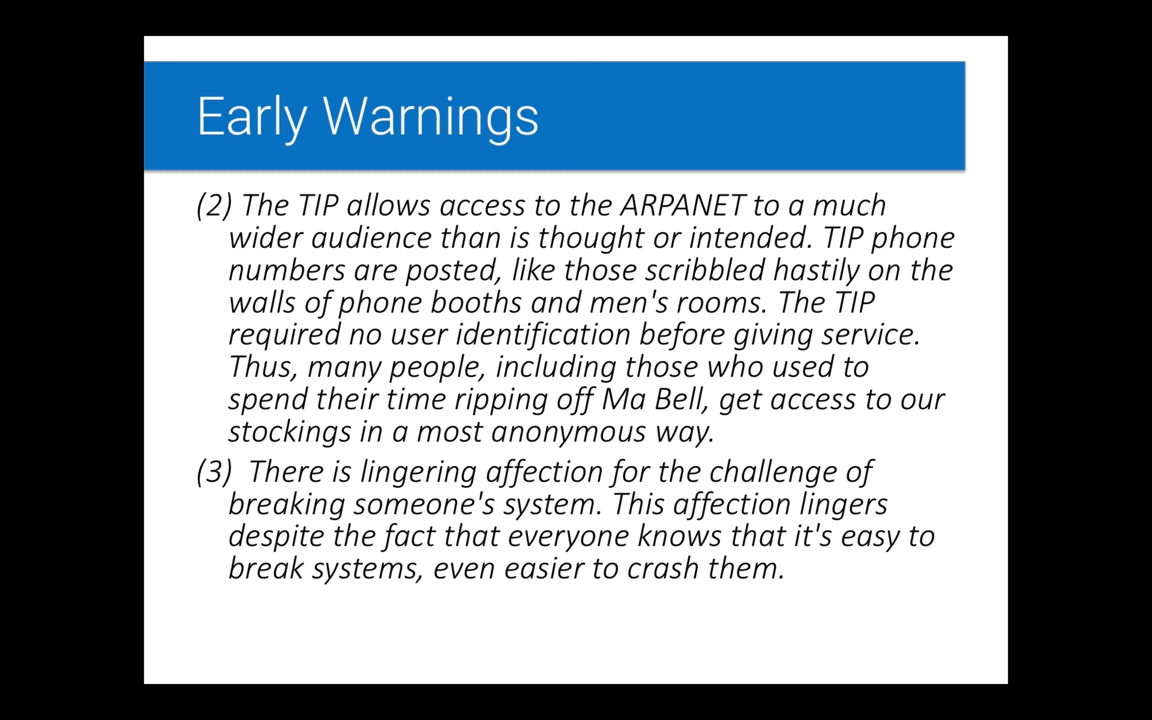 Early Warnings
(2) The TIP allows access to the ARPANET to a much
wider audience than is thought or intended. TIP phone
numbers are posted, like those scribbled hastily on the
walls of phone booths and men's rooms. The TIP
required no user identification before giving service.
Thus, many people, including those who used to
spend their time ripping off Ma Bell, get access to our
stockings in a most anonymous way.
(3) There is lingering affection for the challenge of
breaking someone's system. This affection lingers
despite the fact that everyone knows that it's easy to
break systems, even easier to crash them.